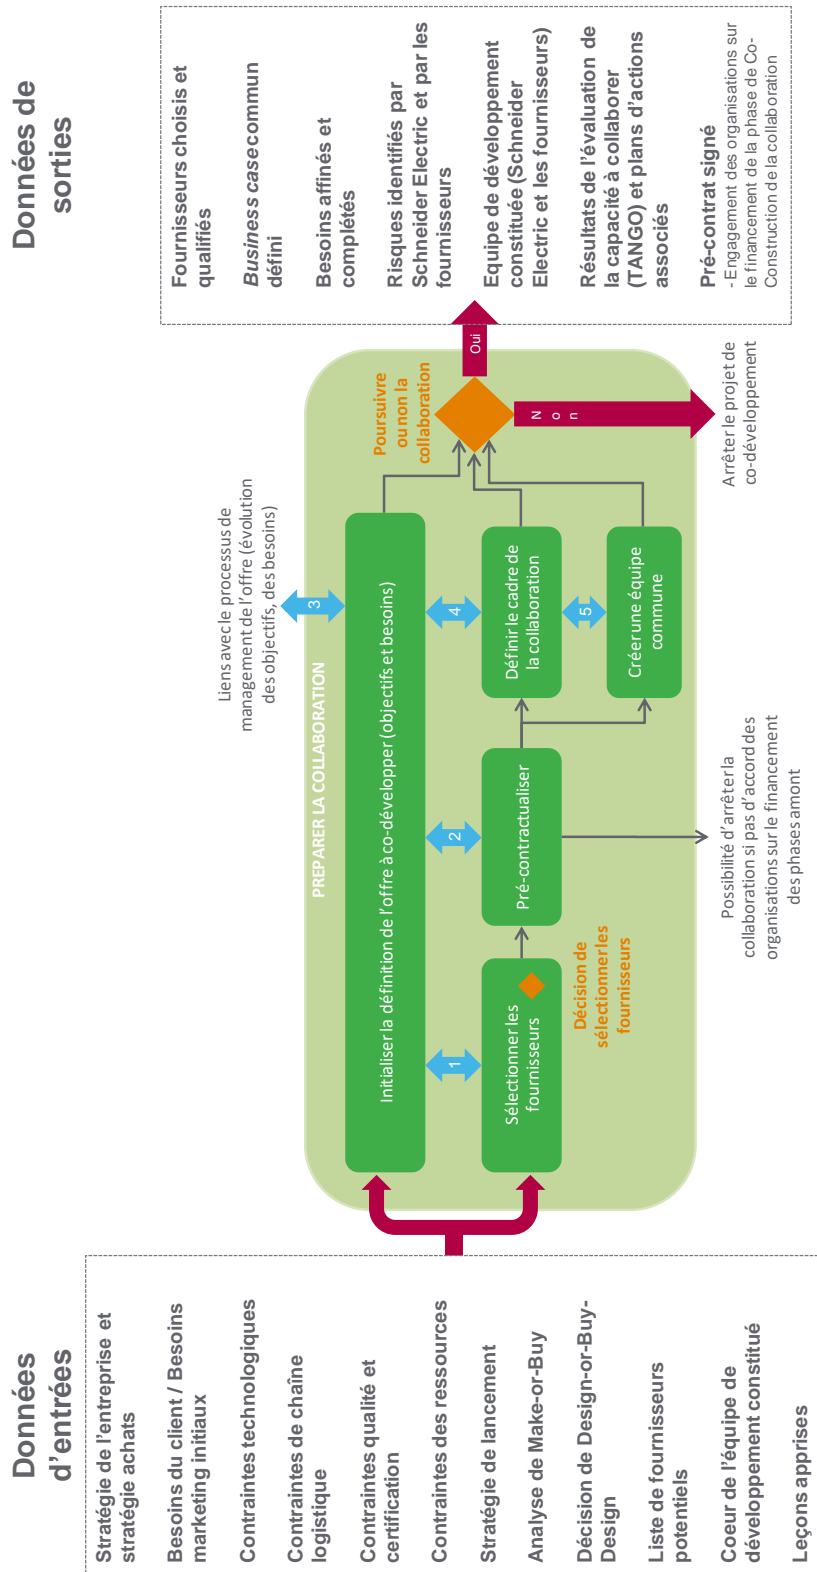 Données
d'entrées
Stratégie de l'entreprise et
stratégie achats
Besoins du client / Besoins
marketing initiaux
Contraintes technologiques
Contraintes de chaîne
logistique
Contraintes qualité et
certification
Contraintes des ressources
Stratégie de lancement
Analyse de Make-or-Buy
Décision de Design-or-Buy-
Design
Liste de fournisseurs
potentiels
Coeur de l'équipe de
développement constitué
Leçons apprises
Liens avec le processus de
management de l'offre (évolution
des objectifs, des besoins)
PREPARER LA COLLABORATION
3
Initialiser la définition de l'offre à co-développer (objectifs et besoins)
1
2
4
Sélectionner les
fournisseurs
Décision de
sélectionner les
fournisseurs
Pré-contractualiser
Définir le cadre de
la collaboration
5
Créer une équipe
commune
Poursuivre
ou non la
collaboration
Oui
Non
Possibilité d'arrêter la
collaboration si pas d'accord des
organisations sur le financement
des phases amont
Arrêter le projet de
co-développement
Données de
sorties
Fournisseurs choisis et
qualifiés
Business case commun
défini
Besoins affinés et
complétés
Risques identifiés par
Schneider Electric et par les
fournisseurs
Equipe de développement
constituée (Schneider
Electric et les fournisseurs)
Résultats de l'évaluation de
la capacité à collaborer
(TANGO) et plans d'actions
associés
Pré-contrat signé
- Engagement des organisations sur
le financement de la phase de Co-
Construction de la collaboration